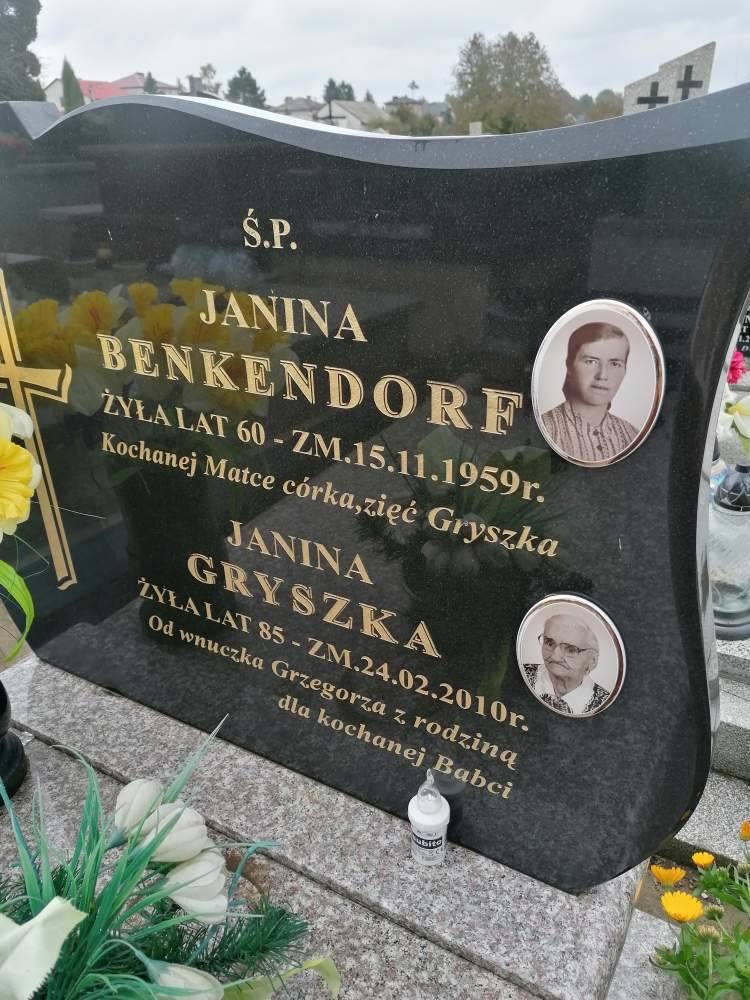 Ś.P.
JANINA
BENKENDORF
ŻYŁA LAT 60 - ZM.15.11.1959r.
Kochanej Matce córka,zięć Gryszka
JANINA
GRYSZKA
ŻYŁA LAT 85 - ZM.24.02.2010r.
Od wnuczka Grzegorza z rodziną
dla kochanej Babci